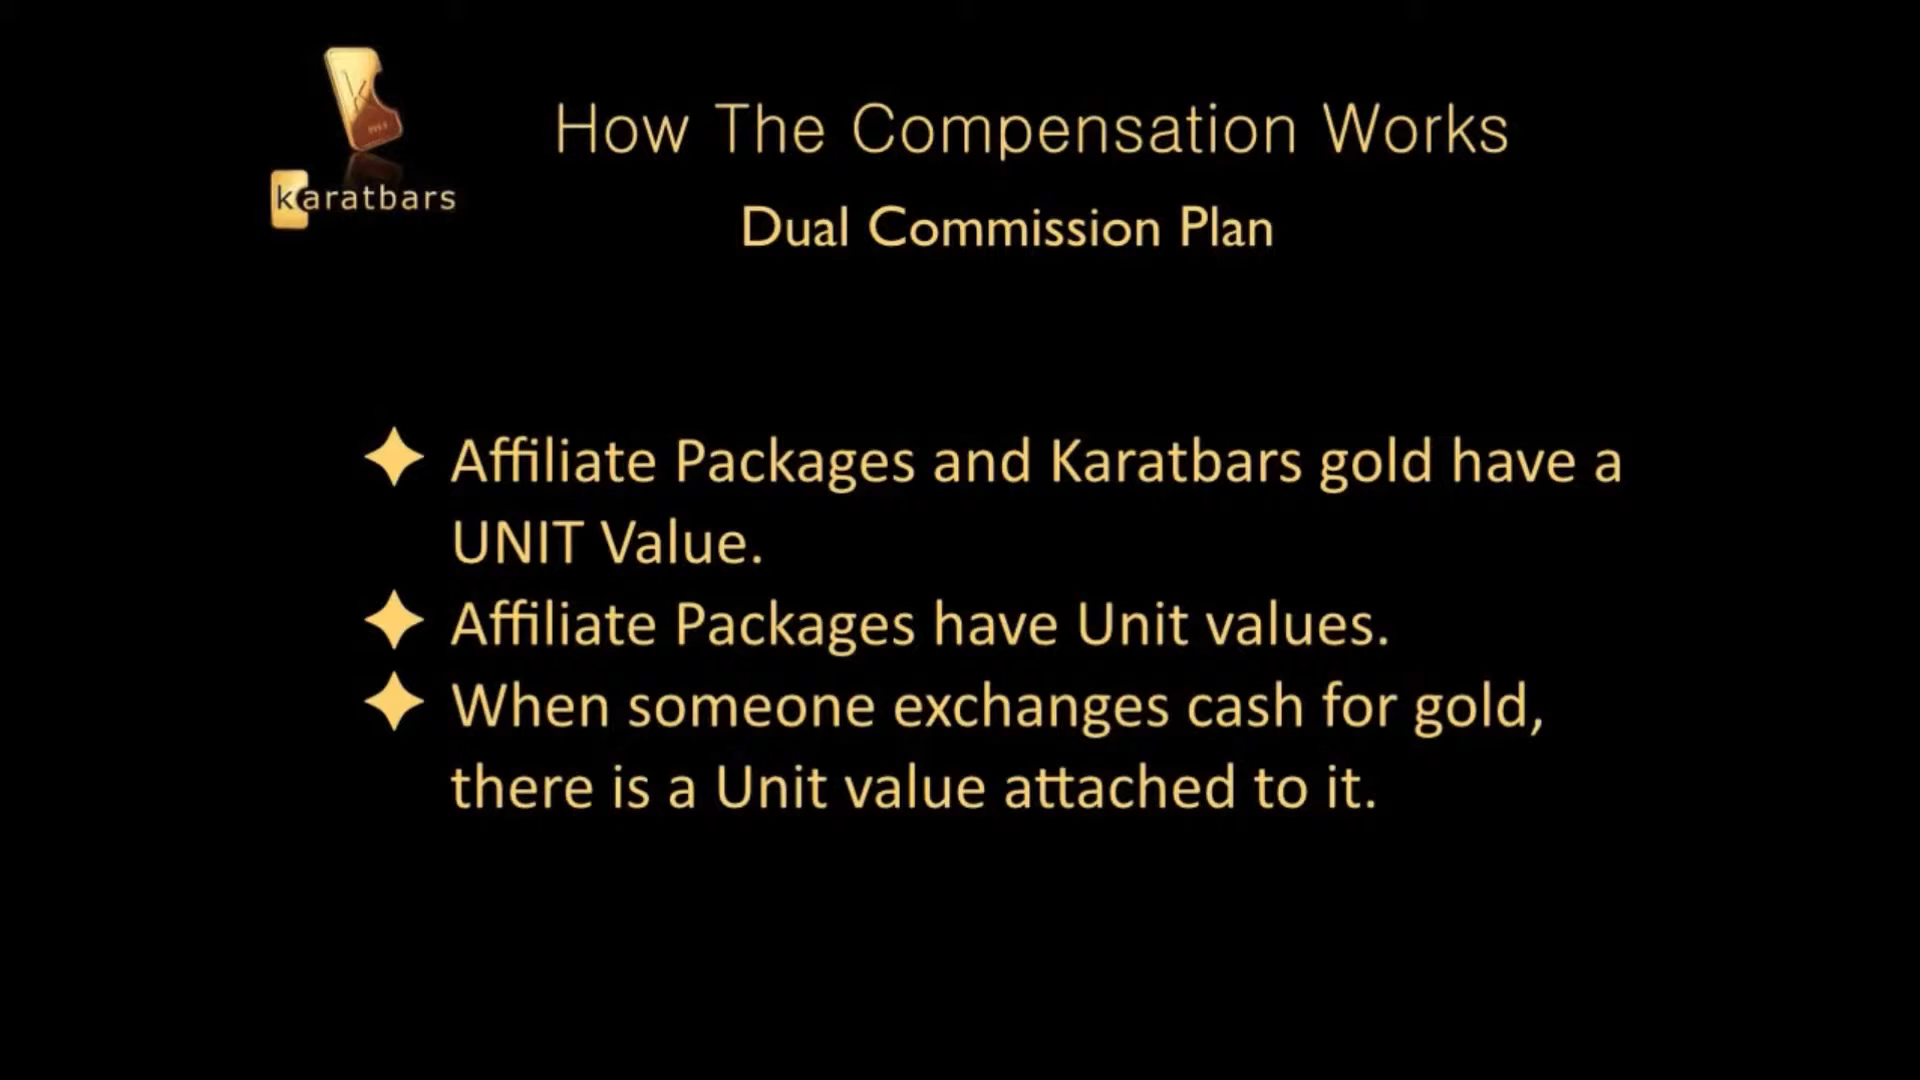 How The Compensation Works
karatbars
Dual Commission Plan
Affiliate Packages and Karatbars gold have a
UNIT Value.
Affiliate Packages have Unit values.
When someone exchanges cash for gold,
there is a Unit value attached to it.